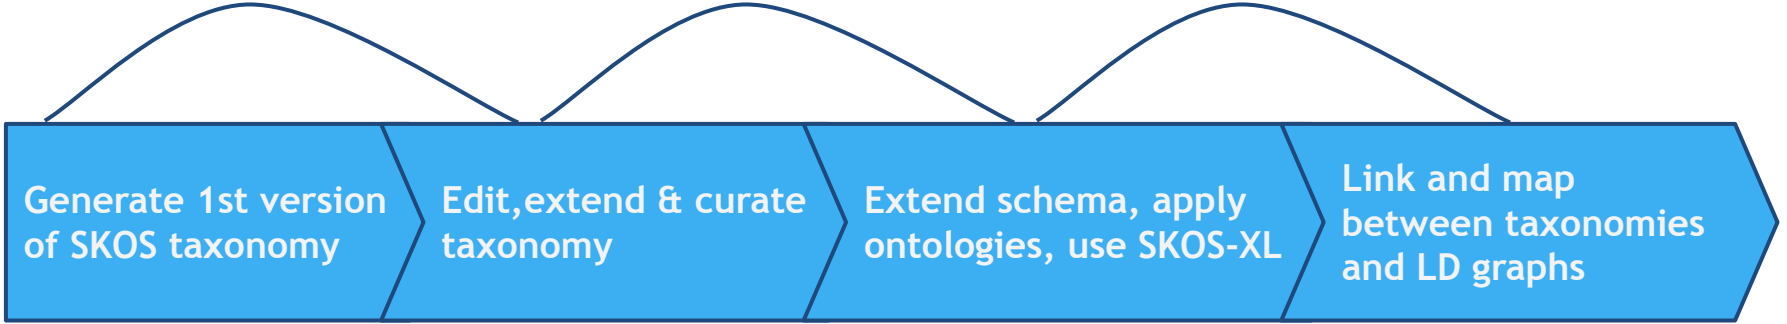 Generate 1st version
of SKOS taxonomy
Edit,extend & curate
taxonomy
Extend schema, apply
ontologies, use SKOS-XL
Link and map
between taxonomies
and LD graphs